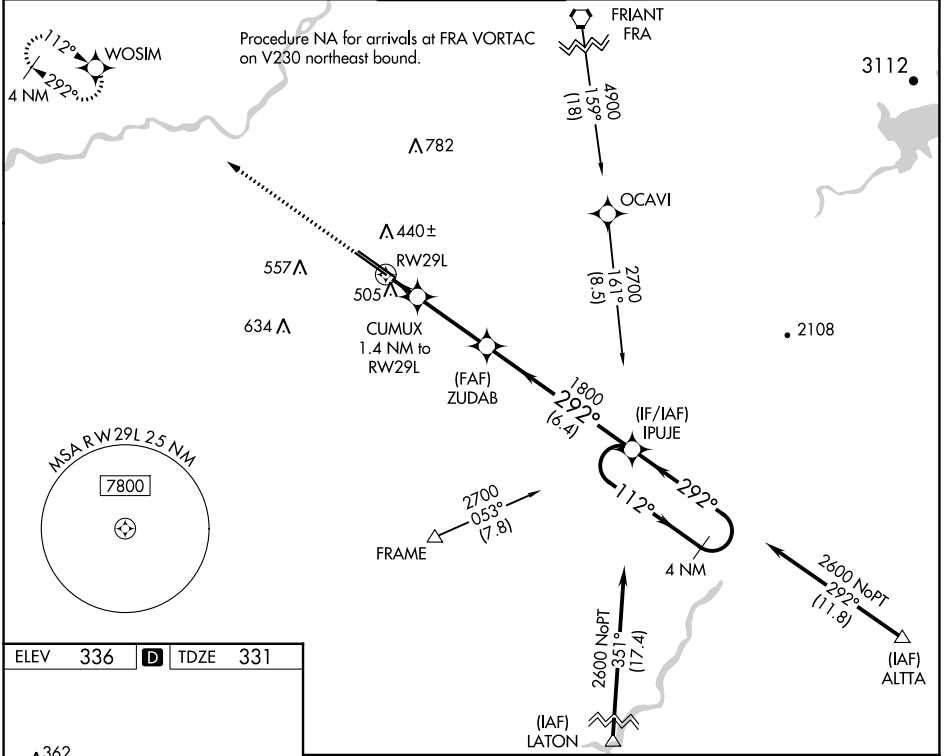 112°
292°
4 NM
WOSIM
Procedure NA for arrivals at FRA VORTAC
on V230 northeast bound.
FRIANT
FRA
4900
159°
(18)
3112
782
OCAVI
2700
161°
(8.5)
440±
RW29L
557
505
634
CUMUX
1.4 NM to
RW29L
2108
(FAF)
ZUDAB
1800
292°
(6.4)
(IF/IAF)
IPUJE
292°
112°
4 NM
MSA RW29L 25 NM
7800
2700
053°
(7.8)
FRAME
2600 NoPT
292°
(11.8)
(IAF)
ALTTA
2600 NoPT
351°
(17.4)
(IAF)
LATON
ELEV 336 D TDZE 331
362